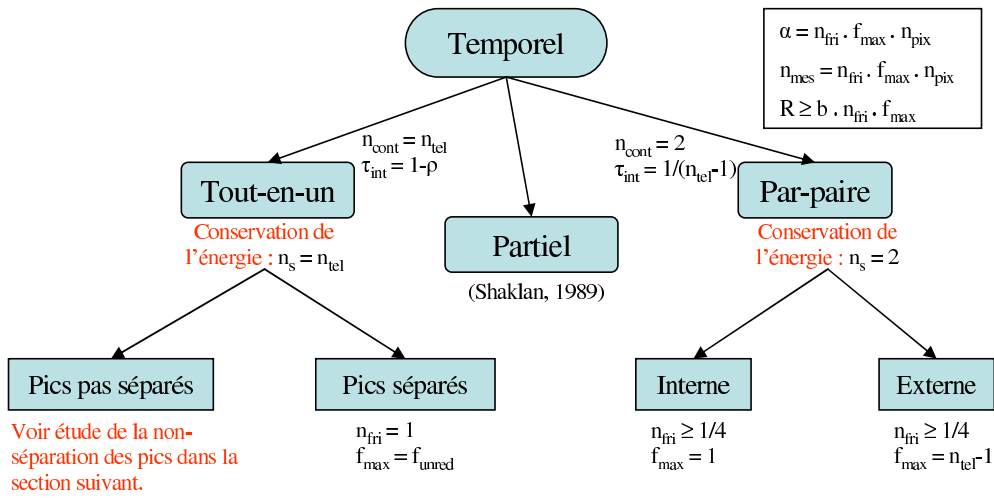 Temporel
α = n_fri . f_max . n_pix
n_mes = n_fri . f_max . n_pix
R ≥ b . n_fri . f_max
n_cont = n_tel
τ_int = 1-ρ
n_cont = 2
τ_int = 1/(n_tel-1)
Tout-en-un
Partiel
Par-paire
Conservation de
l'énergie : n_s = n_tel
(Shaklan, 1989)
Conservation de
l'énergie : n_s = 2
Pics pas séparés
Pics séparés
Interne
Externe
Voir étude de la non-
séparation des pics dans la
section suivant.
n_fri = 1
f_max = f_unred
n_fri ≥ 1/4
f_max = 1
n_fri ≥ 1/4
f_max = n_tel-1